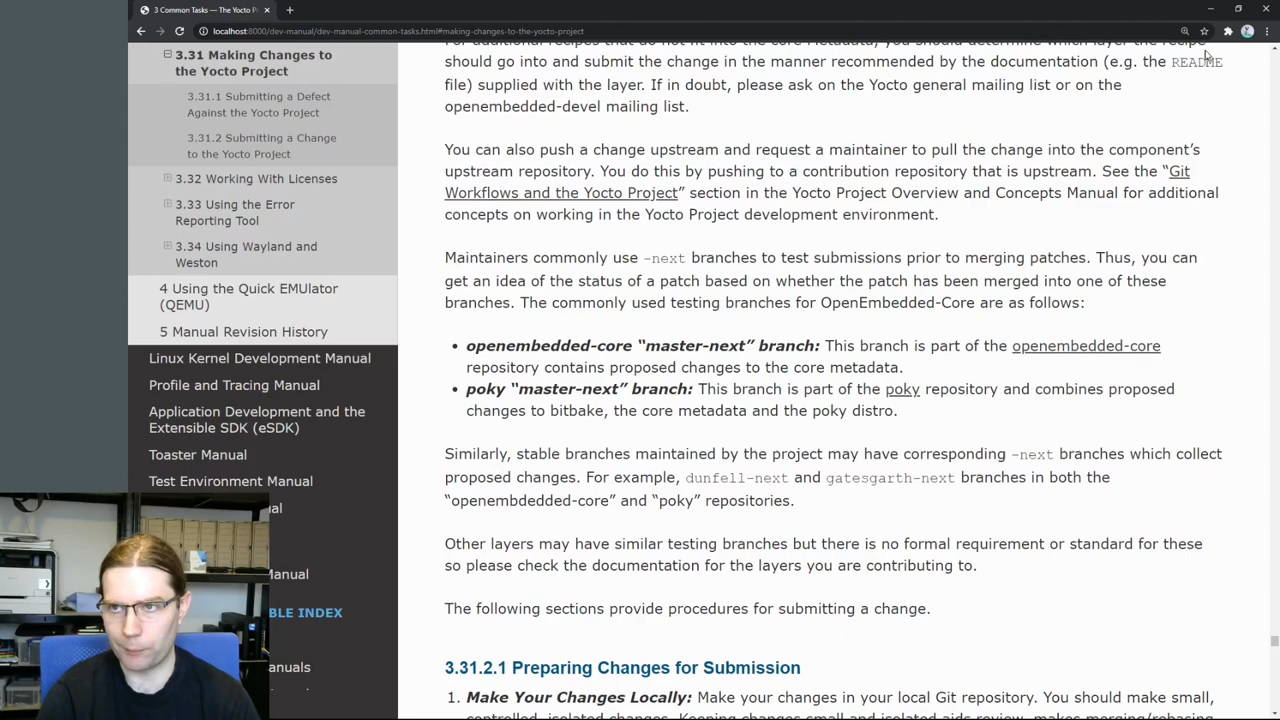 3 Common Tasks — The Yocto P
localhost:8000/dev-manual/dev-manual-common-tasks.html#making-changes-to-the-yocto-project
3.31 Making Changes to
the Yocto Project
3.31.1 Submitting a Defect
Against the Yocto Project
3.31.2 Submitting a Change
to the Yocto Project
3.32 Working With Licenses
3.33 Using the Error
Reporting Tool
3.34 Using Wayland and
Weston
4 Using the Quick EMUlator
(QEMU)
5 Manual Revision History
Linux Kernel Development Manual
Profile and Tracing Manual
Application Development and the
Extensible SDK (eSDK)
Toaster Manual
Test Environment Manual
Manual
BLE INDEX
anuals
For additional recipes that do not fit into the core Metadata, you should determine which layer the recipe
should go into and submit the change in the manner recommended by the documentation (e.g. the README
file) supplied with the layer. If in doubt, please ask on the Yocto general mailing list or on the
openembedded-devel mailing list.
You can also push a change upstream and request a maintainer to pull the change into the component's
upstream repository. You do this by pushing to a contribution repository that is upstream. See the “Git
Workflows and the Yocto Project” section in the Yocto Project Overview and Concepts Manual for additional
concepts on working in the Yocto Project development environment.
Maintainers commonly use -next branches to test submissions prior to merging patches. Thus, you can
get an idea of the status of a patch based on whether the patch has been merged into one of these
branches. The commonly used testing branches for OpenEmbedded-Core are as follows:
• openembedded-core “master-next” branch: This branch is part of the openembedded-core
repository contains proposed changes to the core metadata.
• poky “master-next” branch: This branch is part of the poky repository and combines proposed
changes to bitbake, the core metadata and the poky distro.
Similarly, stable branches maintained by the project may have corresponding -next branches which collect
proposed changes. For example, dunfell-next and gatesgarth-next branches in both the
“openembdedded-core” and “poky” repositories.
Other layers may have similar testing branches but there is no formal requirement or standard for these
so please check the documentation for the layers you are contributing to.
The following sections provide procedures for submitting a change.
3.31.2.1 Preparing Changes for Submission
1. Make Your Changes Locally: Make your changes in your local Git repository. You should make small,
controlled, isolated changes. Keeping changes small and isolated aids review, makes merging/rebasing